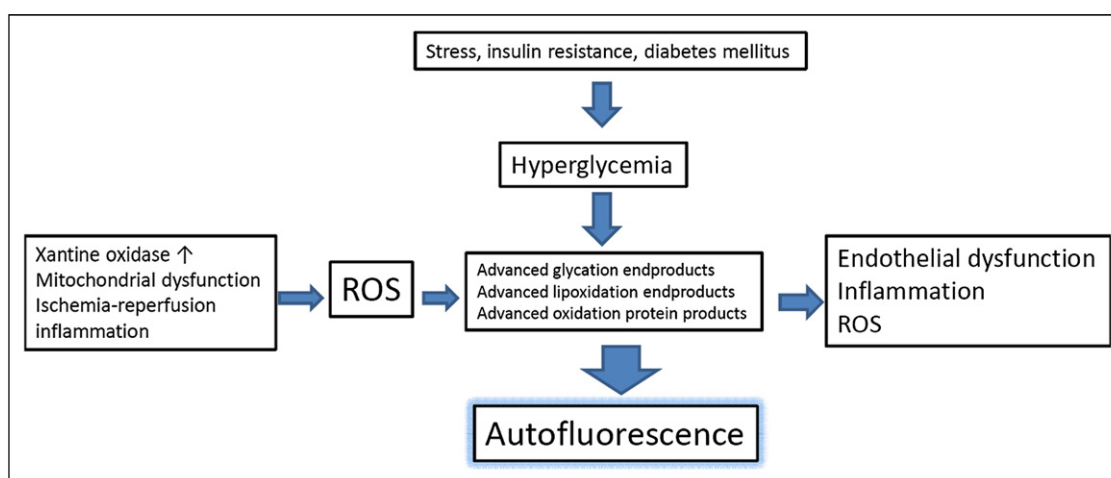 Stress, insulin resistance, diabetes mellitus
Hyperglycemia
Xantine oxidase ↑
Mitochondrial dysfunction
Ischemia-reperfusion
inflammation
ROS
Advanced glycation endproducts
Advanced lipoxidation endproducts
Advanced oxidation protein products
Endothelial dysfunction
Inflammation
ROS
Autofluorescence